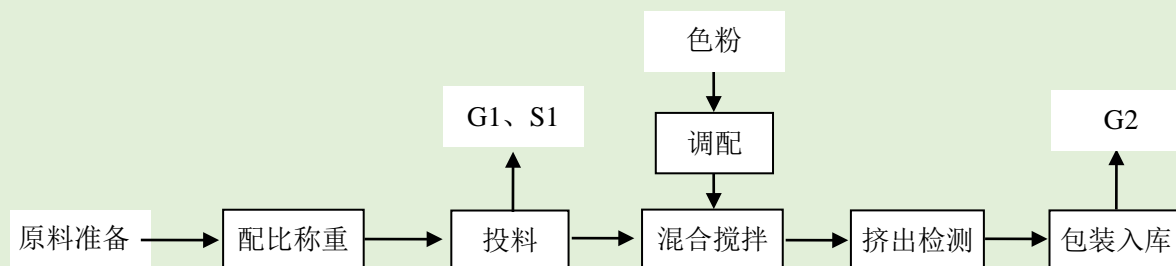 色粉
G1、S1
G2
调配
原料准备
配比称重
投料
混合搅拌
挤出检测
包装入库